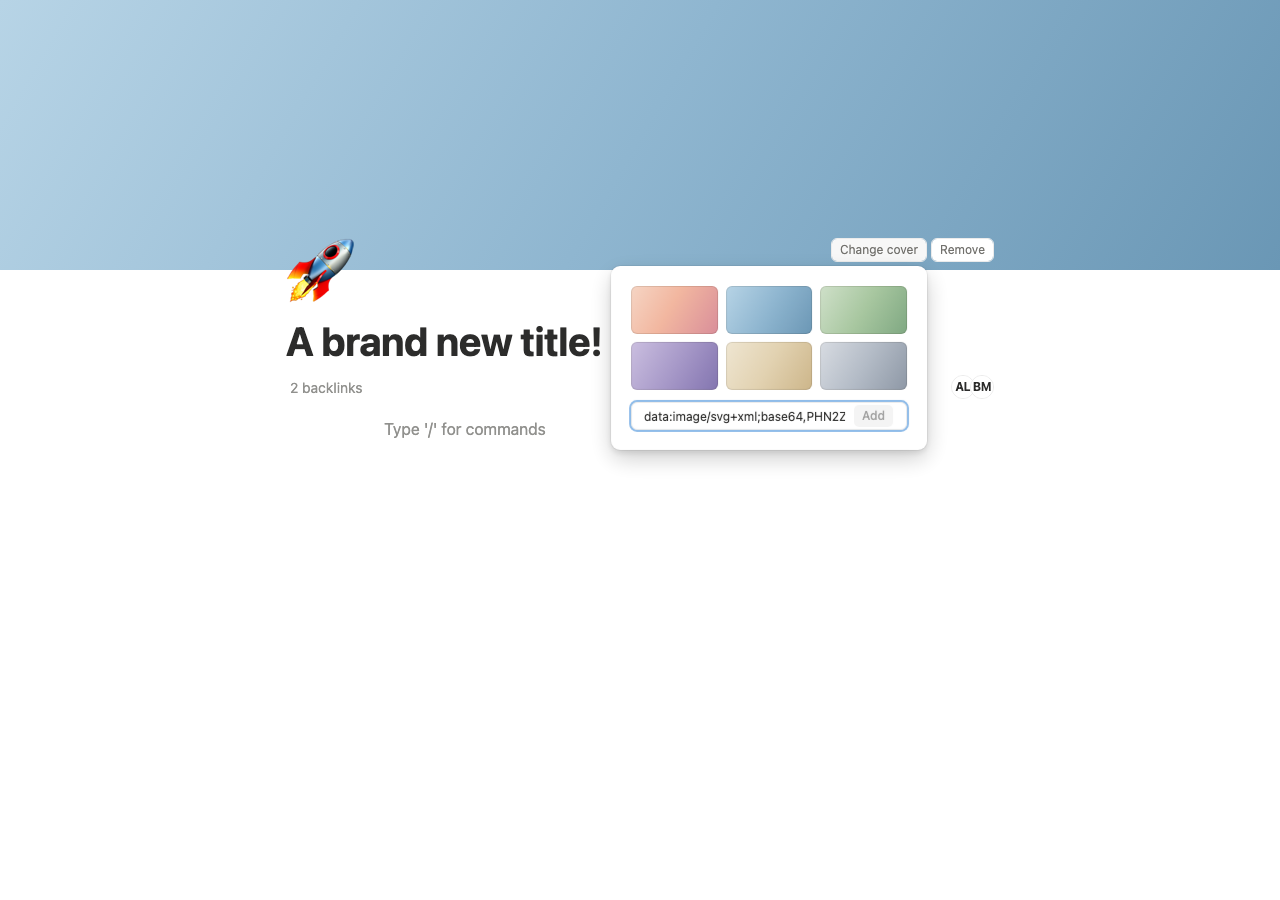 Change cover
Remove
A brand new title!
2 backlinks
AL BM
data:image/svg+xml;base64,PHN2Z
Add
Type '/' for commands